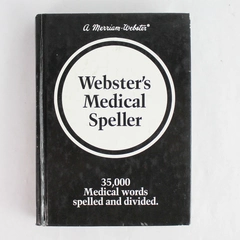 A Merriam-Webster®
Webster's
Medical
Speller
35,000
Medical words
spelled and divided.